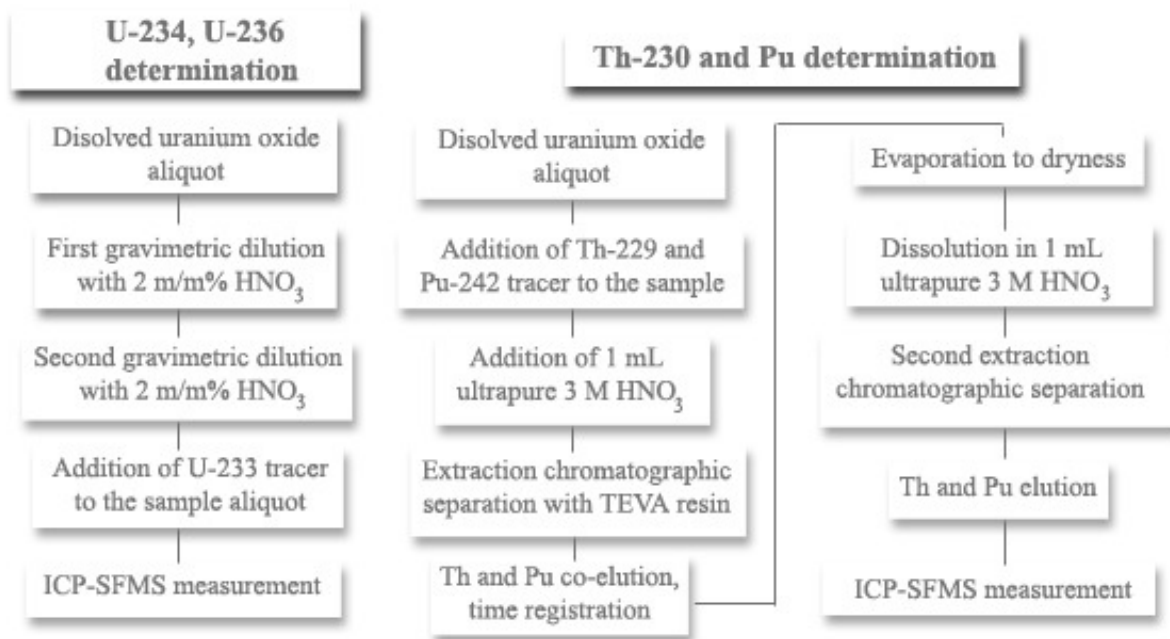 U-234, U-236
determination
Disolved uranium oxide
aliquot
First gravimetric dilution
with 2 m/m% HNO₃
Second gravimetric dilution
with 2 m/m% HNO₃
Addition of U-233 tracer
to the sample aliquot
ICP-SFMS measurement
Th-230 and Pu determination
Disolved uranium oxide
aliquot
Addition of Th-229 and
Pu-242 tracer to the sample
Addition of 1 mL
ultrapure 3 M HNO₃
Extraction chromatographic
separation with TEVA resin
Th and Pu co-elution,
time registration
Evaporation to dryness
Dissolution in 1 mL
ultrapure 3 M HNO₃
Second extraction
chromatographic separation
Th and Pu elution
ICP-SFMS measurement